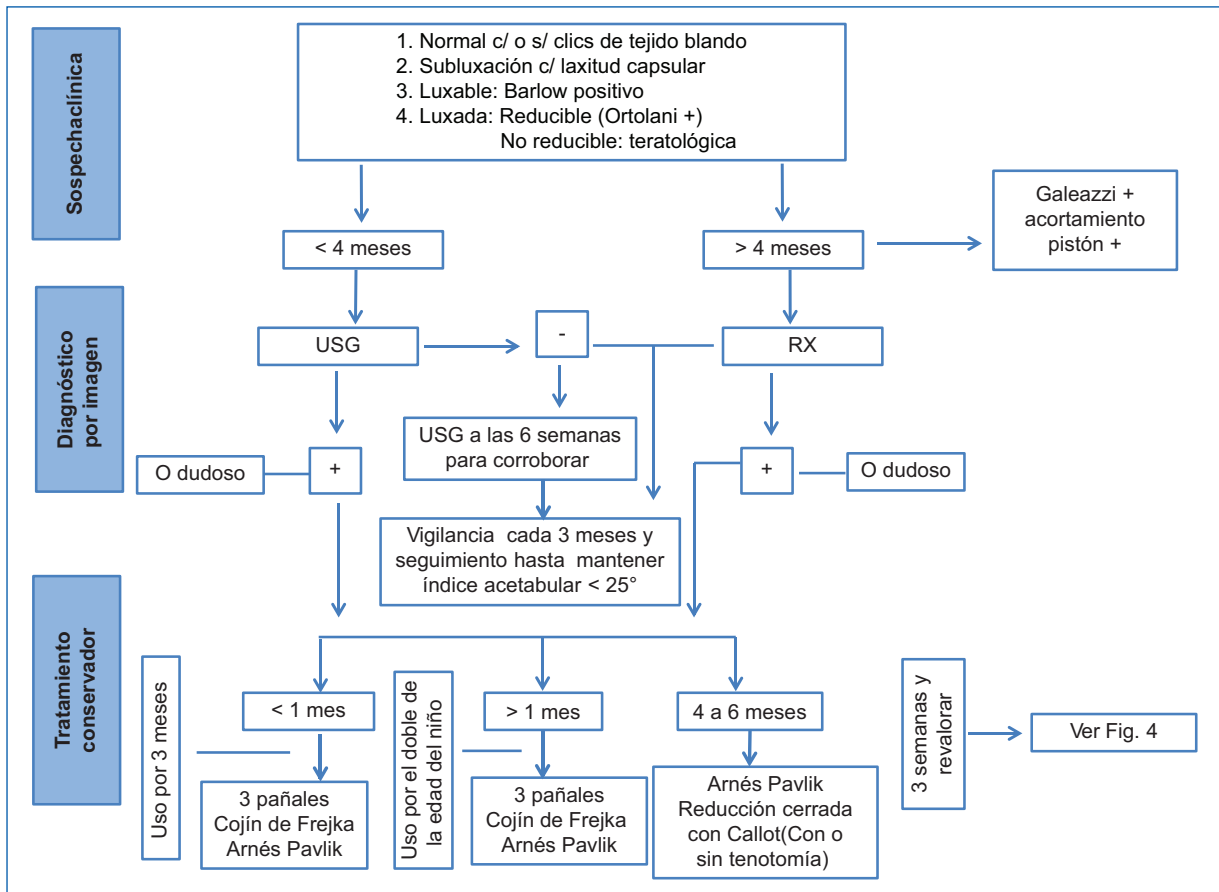 Sospechaclínica
1. Normal c/ o s/ clics de tejido blando
2. Subluxación c/ laxitud capsular
3. Luxable: Barlow positivo
4. Luxada: Reducible (Ortolani +)
No reducible: teratológica
< 4 meses
> 4 meses
Galeazzi +
acortamiento
pistón +
Diagnóstico
por imagen
USG
-
RX
O dudoso
+
USG a las 6 semanas
para corroborar
+
O dudoso
Vigilancia cada 3 meses y
seguimiento hasta mantener
índice acetabular < 25°
Tratamiento
conservador
Uso por 3 meses
< 1 mes
3 pañales
Cojín de Frejka
Arnés Pavlik
Uso por el doble de
la edad del niño
> 1 mes
3 pañales
Cojín de Frejka
Arnés Pavlik
4 a 6 meses
Arnés Pavlik
Reducción cerrada
con Callot(Con o
sin tenotomía)
3 semanas y
revalorar
Ver Fig. 4